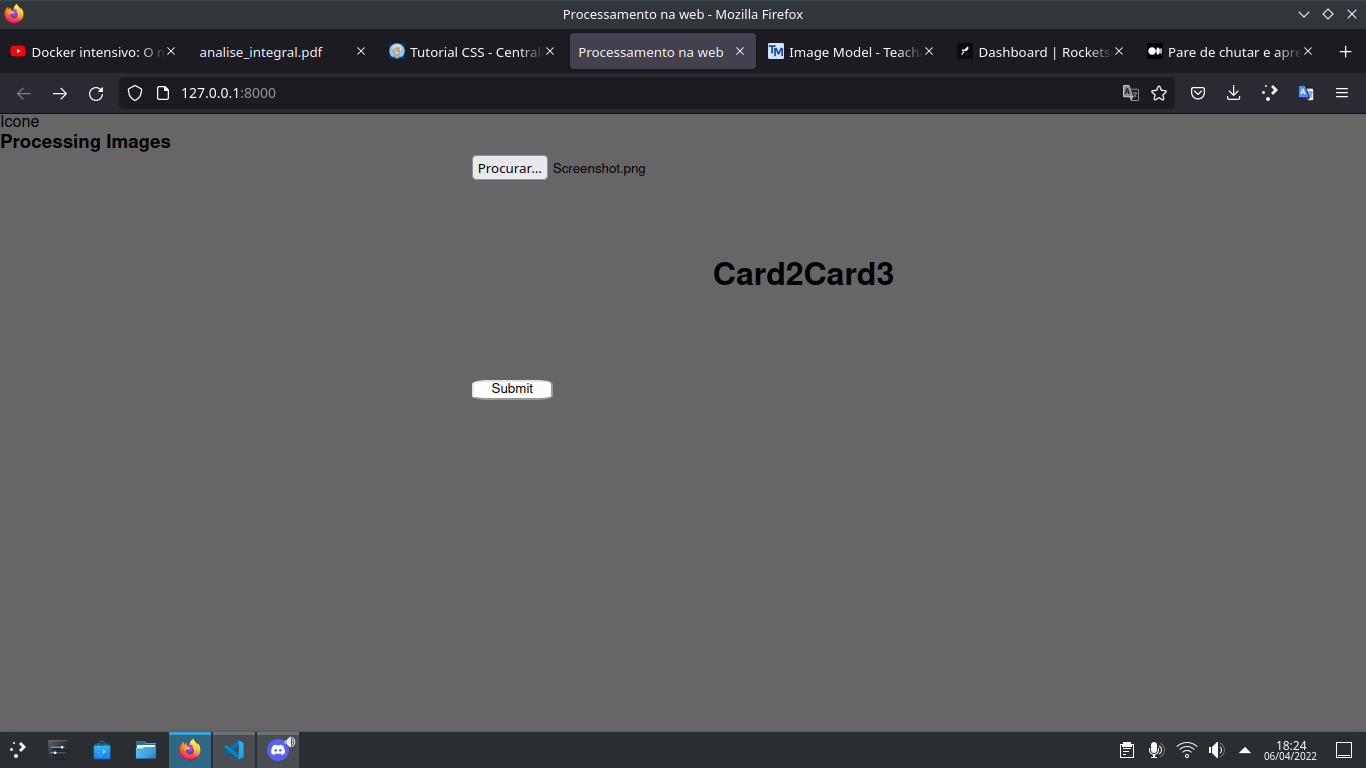 Processamento na web - Mozilla Firefox
Docker intensivo: O n
analise_integral.pdf
Tutorial CSS - Central
Processamento na web
TM Image Model - Teach
Dashboard | Rockets
Pare de chutar e apre
127.0.0.1:8000
Icone
Processing Images
Procurar... Screenshot.png
Card2Card3
Submit
18:24
06/04/2022